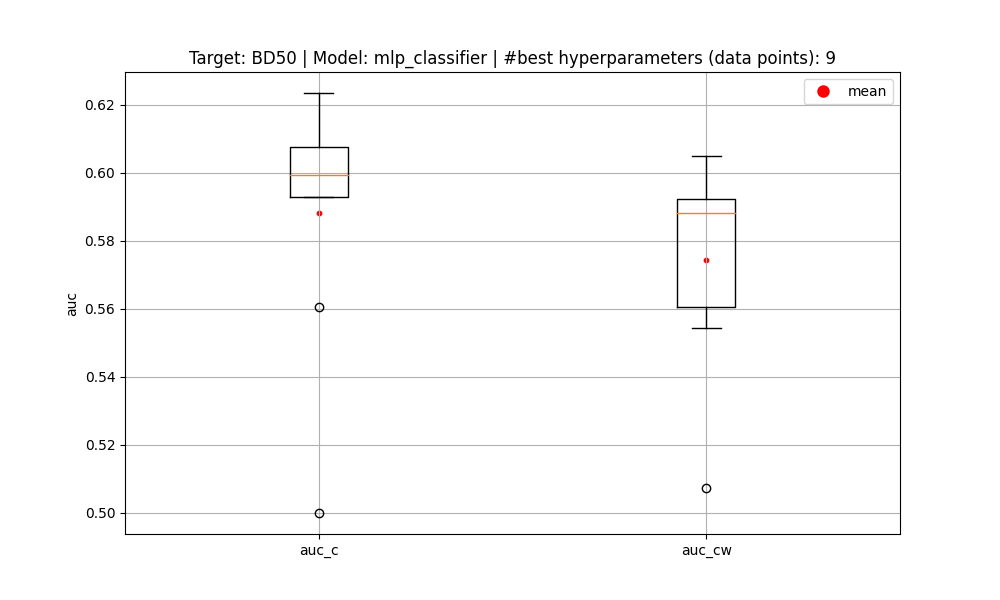 Target: BD50 | Model: mlp_classifier | #best hyperparameters (data points): 9
mean
0.62
0.60
0.58
0.56
0.54
0.52
0.50
auc
auc_c
auc_cw